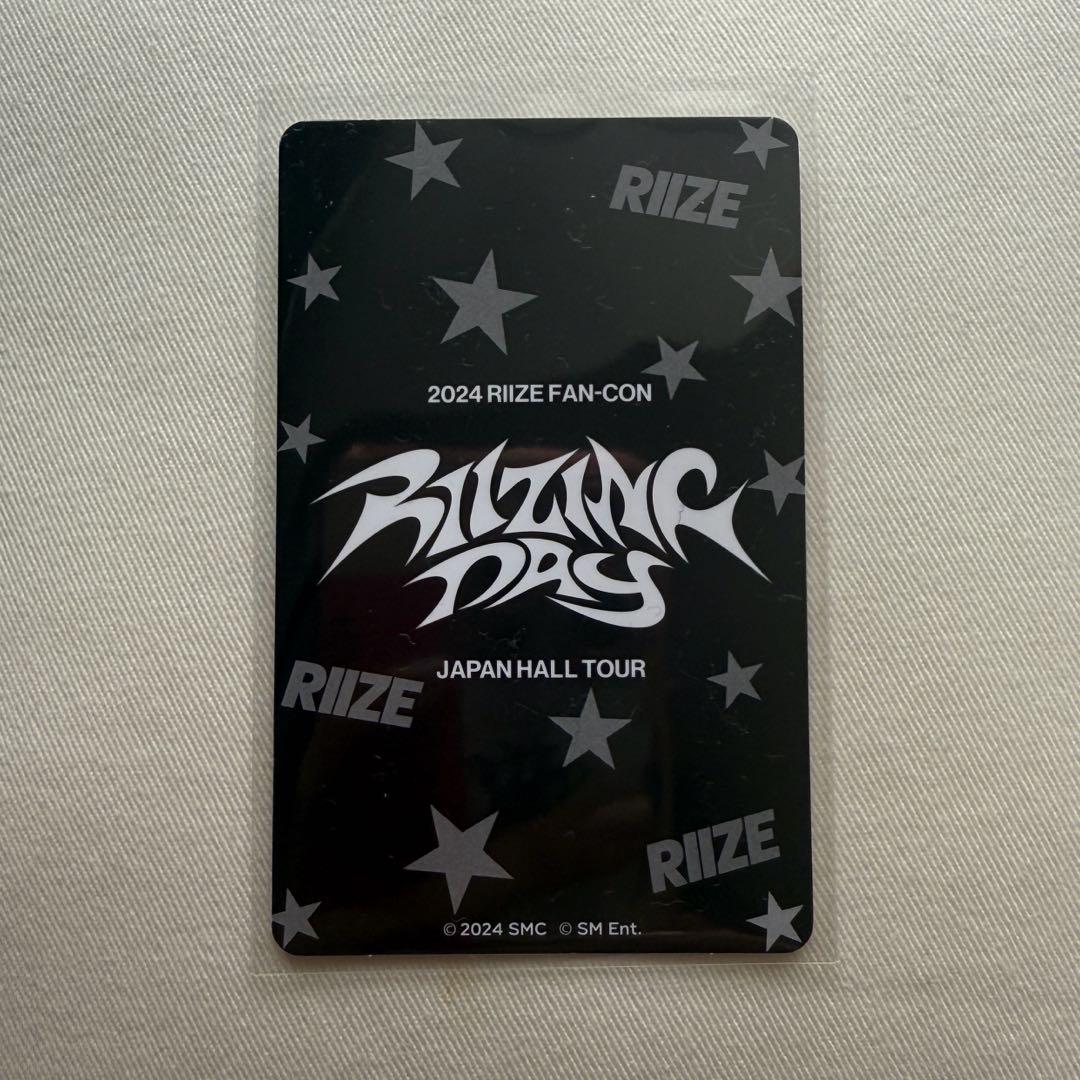 RIIZE
2024 RIIZE FAN-CON
RIIZING
DAY
JAPAN HALL TOUR
RIIZE
RIIZE
© 2024 SMC © SM Ent.